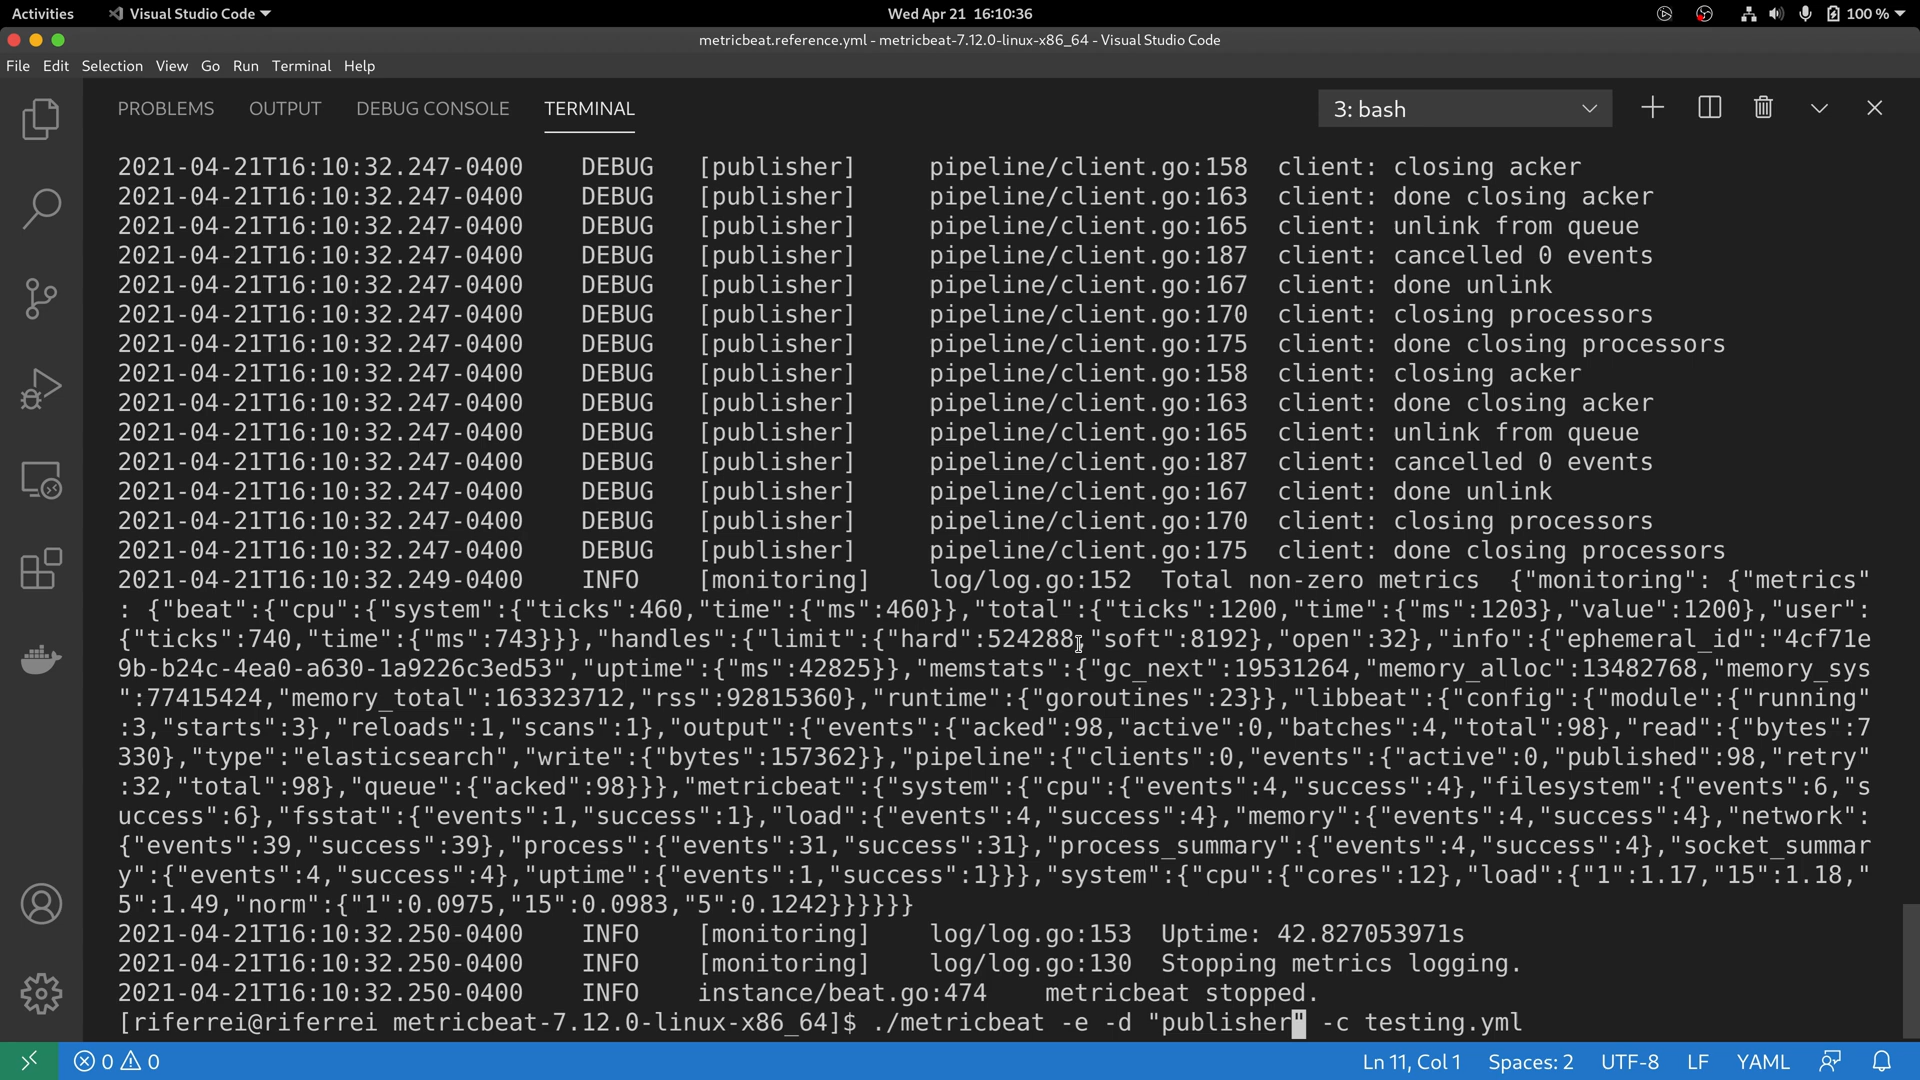 Activities Visual Studio Code Wed Apr 21 16:10:36 100 %
metricbeat.reference.yml - metricbeat-7.12.0-linux-x86_64 - Visual Studio Code
File Edit Selection View Go Run Terminal Help
PROBLEMS OUTPUT DEBUG CONSOLE TERMINAL 3: bash
2021-04-21T16:10:32.247-0400 DEBUG [publisher] pipeline/client.go:158 client: closing acker
2021-04-21T16:10:32.247-0400 DEBUG [publisher] pipeline/client.go:163 client: done closing acker
2021-04-21T16:10:32.247-0400 DEBUG [publisher] pipeline/client.go:165 client: unlink from queue
2021-04-21T16:10:32.247-0400 DEBUG [publisher] pipeline/client.go:187 client: cancelled 0 events
2021-04-21T16:10:32.247-0400 DEBUG [publisher] pipeline/client.go:167 client: done unlink
2021-04-21T16:10:32.247-0400 DEBUG [publisher] pipeline/client.go:170 client: closing processors
2021-04-21T16:10:32.247-0400 DEBUG [publisher] pipeline/client.go:175 client: done closing processors
2021-04-21T16:10:32.247-0400 DEBUG [publisher] pipeline/client.go:158 client: closing acker
2021-04-21T16:10:32.247-0400 DEBUG [publisher] pipeline/client.go:163 client: done closing acker
2021-04-21T16:10:32.247-0400 DEBUG [publisher] pipeline/client.go:165 client: unlink from queue
2021-04-21T16:10:32.247-0400 DEBUG [publisher] pipeline/client.go:187 client: cancelled 0 events
2021-04-21T16:10:32.247-0400 DEBUG [publisher] pipeline/client.go:167 client: done unlink
2021-04-21T16:10:32.247-0400 DEBUG [publisher] pipeline/client.go:170 client: closing processors
2021-04-21T16:10:32.247-0400 DEBUG [publisher] pipeline/client.go:175 client: done closing processors
2021-04-21T16:10:32.249-0400 INFO [monitoring] log/log.go:152 Total non-zero metrics {"monitoring": {"metrics"
: {"beat":{"cpu":{"system":{"ticks":460,"time":{"ms":460}},"total":{"ticks":1200,"time":{"ms":1203},"value":1200},"user":
{"ticks":740,"time":{"ms":743}}},"handles":{"limit":{"hard":524288,"soft":8192},"open":32},"info":{"ephemeral_id":"4cf71e
9b-b24c-4ea0-a630-1a9226c3ed53","uptime":{"ms":42825}},"memstats":{"gc_next":19531264,"memory_alloc":13482768,"memory_sys
":77415424,"memory_total":163323712,"rss":92815360},"runtime":{"goroutines":23}},"libbeat":{"config":{"module":{"running"
:3,"starts":3},"reloads":1,"scans":1},"output":{"events":{"acked":98,"active":0,"batches":4,"total":98},"read":{"bytes":7
330},"type":"elasticsearch","write":{"bytes":157362}},"pipeline":{"clients":0,"events":{"active":0,"published":98,"retry"
:32,"total":98},"queue":{"acked":98}}},"metricbeat":{"system":{"cpu":{"events":4,"success":4},"filesystem":{"events":6,"s
uccess":6},"fsstat":{"events":1,"success":1},"load":{"events":4,"success":4},"memory":{"events":4,"success":4},"network":
{"events":39,"success":39},"process":{"events":31,"success":31},"process_summary":{"events":4,"success":4},"socket_summar
y":{"events":4,"success":4},"uptime":{"events":1,"success":1}}},"system":{"cpu":{"cores":12},"load":{"1":1.17,"15":1.18,"
5":1.49,"norm":{"1":0.0975,"15":0.0983,"5":0.1242}}}}}}
2021-04-21T16:10:32.250-0400 INFO [monitoring] log/log.go:153 Uptime: 42.827053971s
2021-04-21T16:10:32.250-0400 INFO [monitoring] log/log.go:130 Stopping metrics logging.
2021-04-21T16:10:32.250-0400 INFO instance/beat.go:474 metricbeat stopped.
[riferrei@riferrei metricbeat-7.12.0-linux-x86_64]$ ./metricbeat -e -d "publisher" -c testing.yml
0 0 Ln 11, Col 1 Spaces: 2 UTF-8 LF YAML